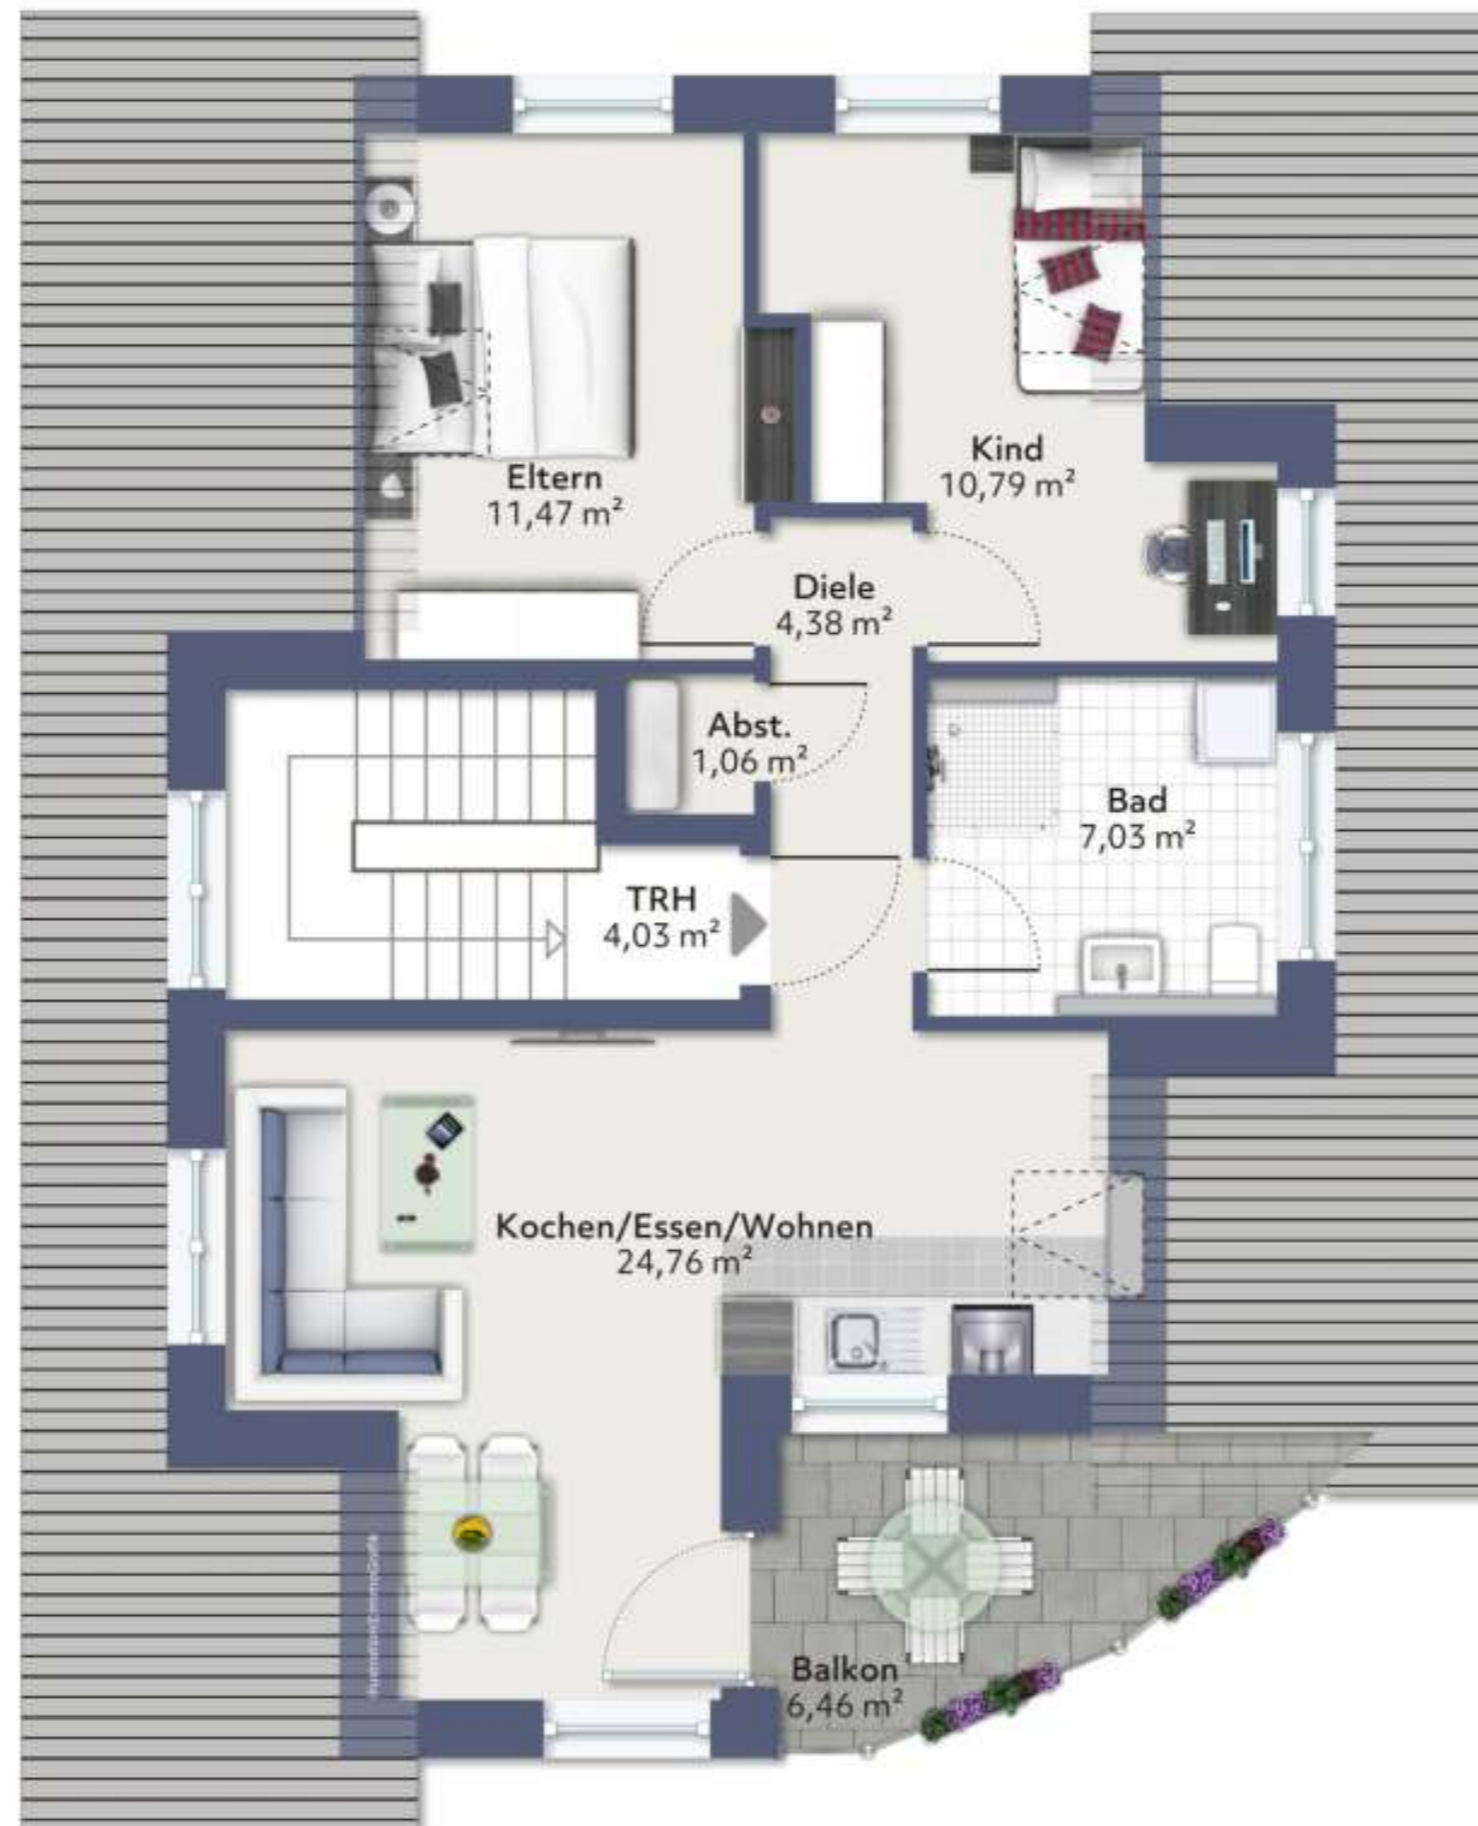 Eltern
11,47 m²
Kind
10,79 m²
Diele
4,38 m²
Abst.
1,06 m²
Bad
7,03 m²
TRH
4,03 m²
Kochen/Essen/Wohnen
24,76 m²
Balkon
6,46 m²